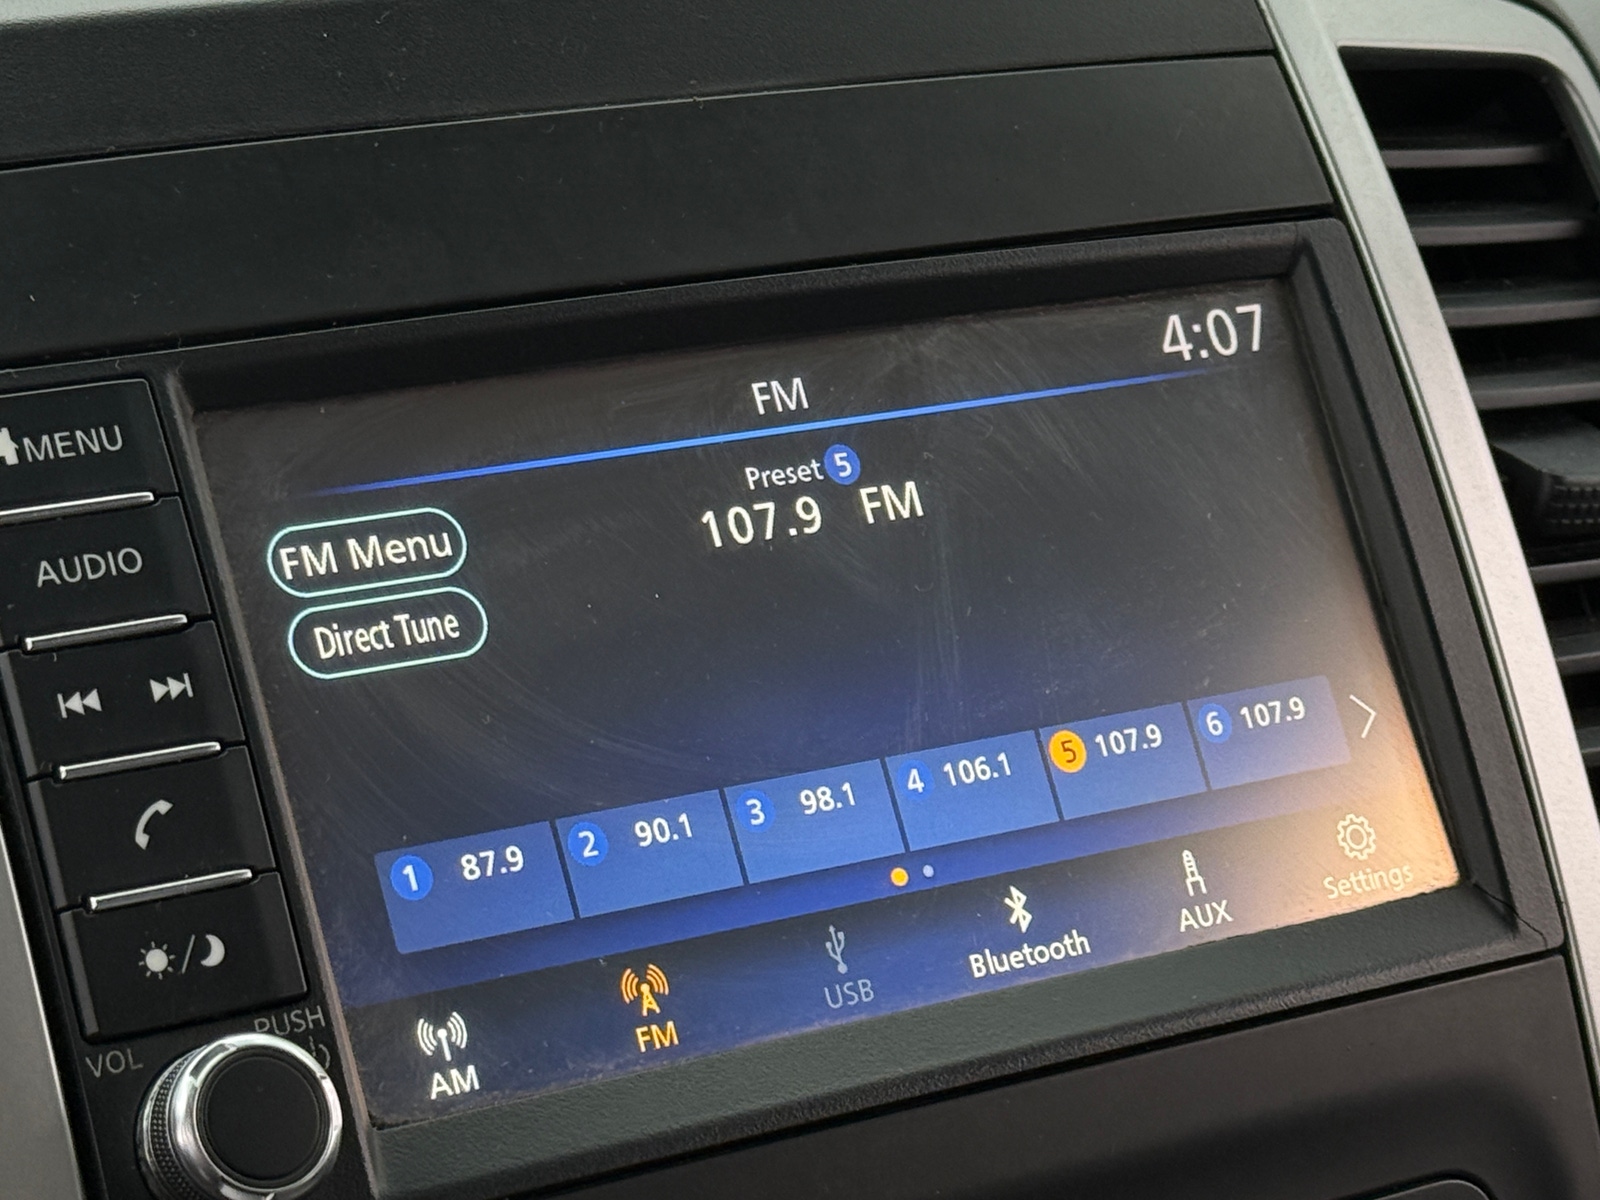 4:07
FM
Preset 5
107.9 FM
FM Menu
Direct Tune
1 87.9
2 90.1
3 98.1
4 106.1
5 107.9
6 107.9
AM
FM
USB
Bluetooth
AUX
Settings
MENU
AUDIO
PUSH
VOL